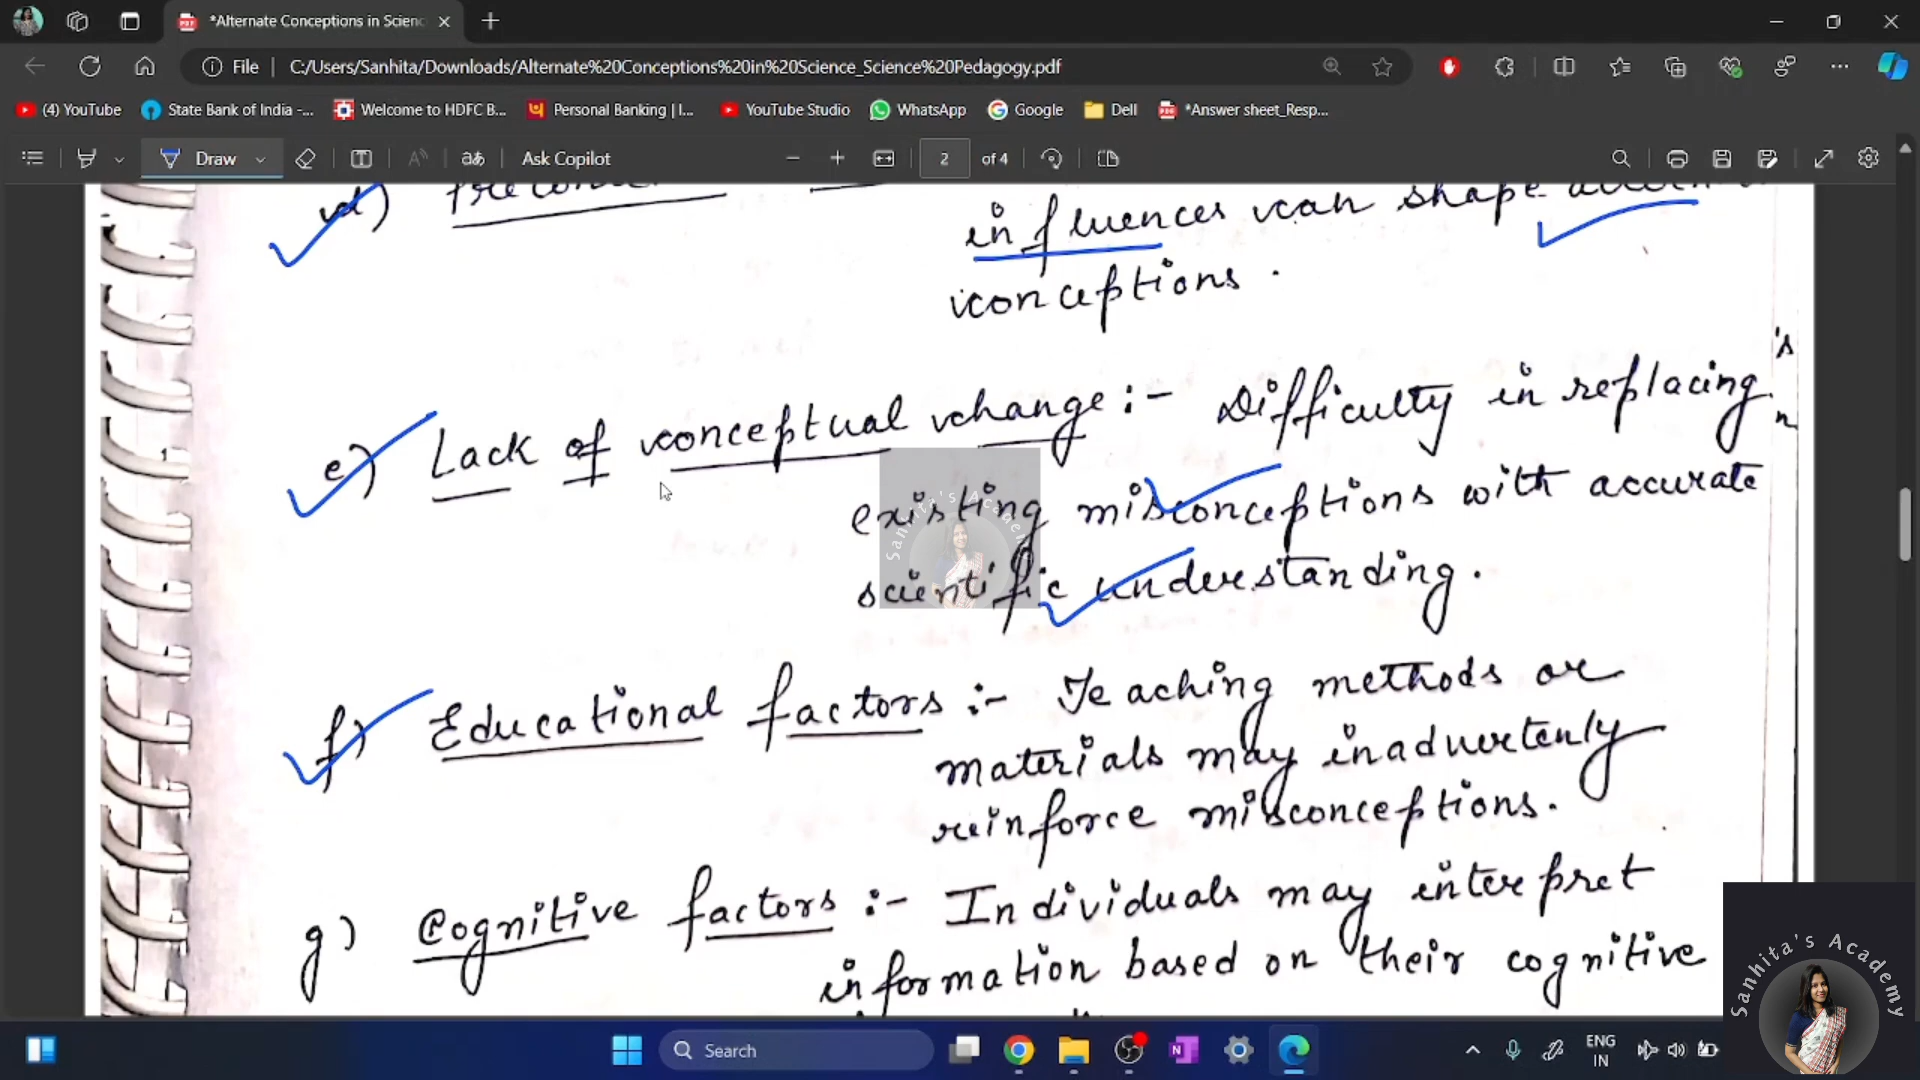 *Alternate Conceptions in Scienc
File
C:/Users/Sanhita/Downloads/Alternate%20Conceptions%20in%20Science_Science%20Pedagogy.pdf
(4) YouTube
State Bank of India -...
Welcome to HDFC B...
Personal Banking | I...
YouTube Studio
WhatsApp
Google
Dell
*Answer sheet_Resp...
Draw
Ask Copilot
2 of 4
d)
influences can shape
conceptions.
e) Lack of conceptual change :- Difficulty in replacing
existing misconceptions with accurate
scientific understanding.
f) Educational factors :- Teaching methods or
materials may inadvertenly
reinforce misconceptions.
g) Cognitive factors :- Individuals may interpret
information based on their cognitive
Sanhita's Academy
Sanhita's Academy
Search
ENG
IN